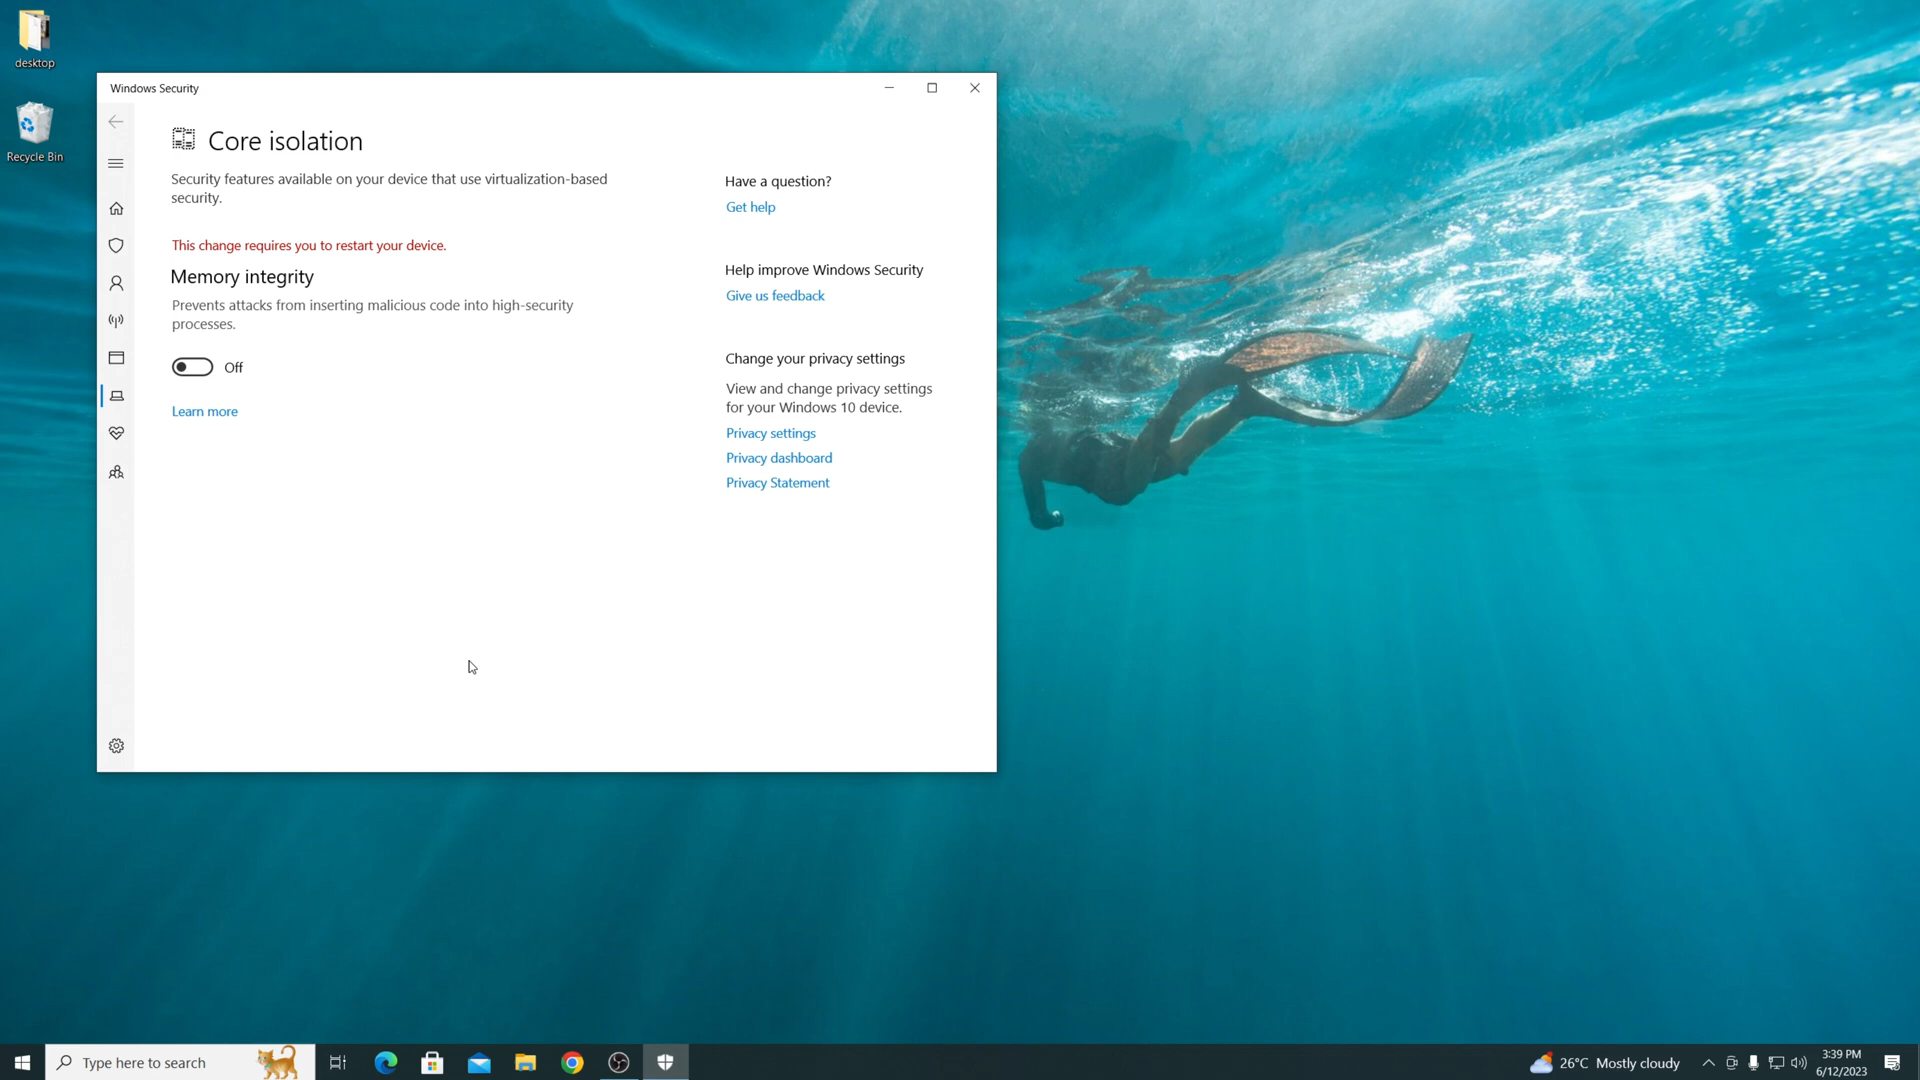 desktop
Recycle Bin
Windows Security
Core isolation
Security features available on your device that use virtualization-based
security.
This change requires you to restart your device.
Memory integrity
Prevents attacks from inserting malicious code into high-security
processes.
Off
Learn more
Have a question?
Get help
Help improve Windows Security
Give us feedback
Change your privacy settings
View and change privacy settings
for your Windows 10 device.
Privacy settings
Privacy dashboard
Privacy Statement
Type here to search
26°C Mostly cloudy
3:39 PM
6/12/2023